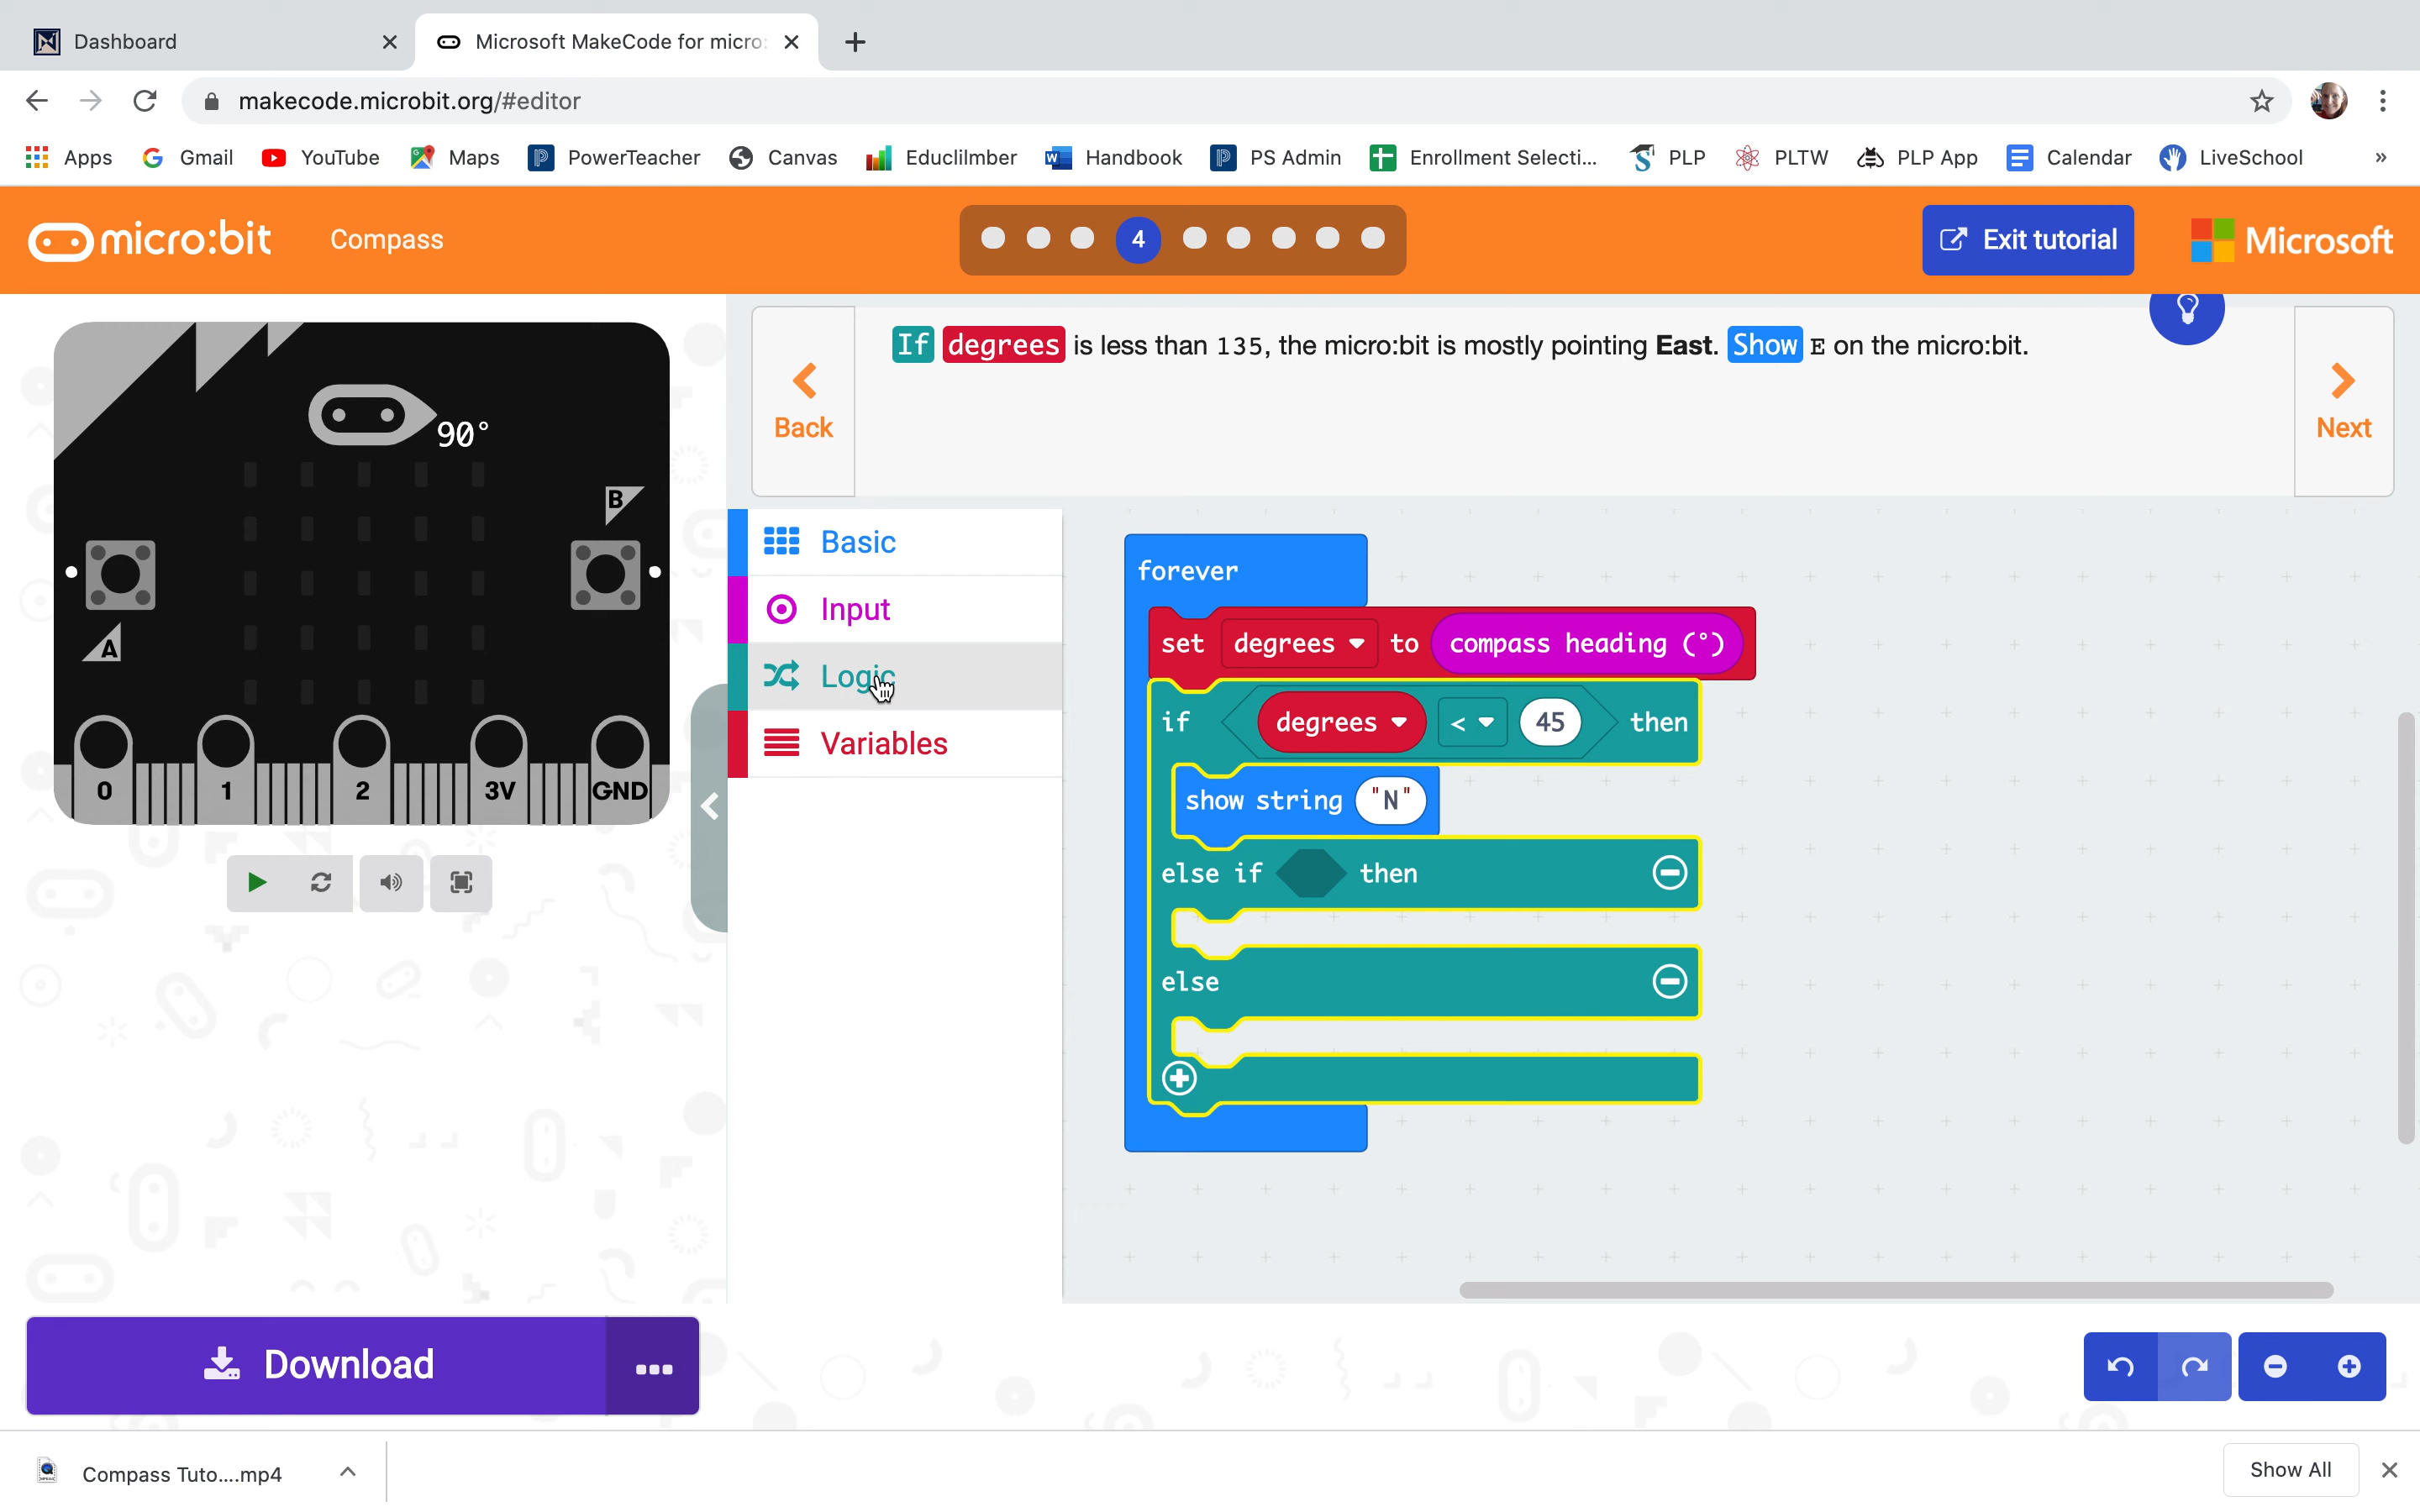 Dashboard
Microsoft MakeCode for micro:
makecode.microbit.org/#editor
Apps Gmail YouTube Maps PowerTeacher Canvas Educlilmber Handbook PS Admin Enrollment Selecti... PLP PLTW PLP App Calendar LiveSchool »
micro:bit Compass 4 Exit tutorial Microsoft
If degrees is less than 135, the micro:bit is mostly pointing East. Show E on the micro:bit.
Back
Next
90°
B
A
0 1 2 3V GND
Basic
Input
Logic
Variables
forever
set degrees to compass heading (°)
if degrees < 45 then
show string "N"
else if then
else
Download ...
Compass Tuto....mp4
Show All